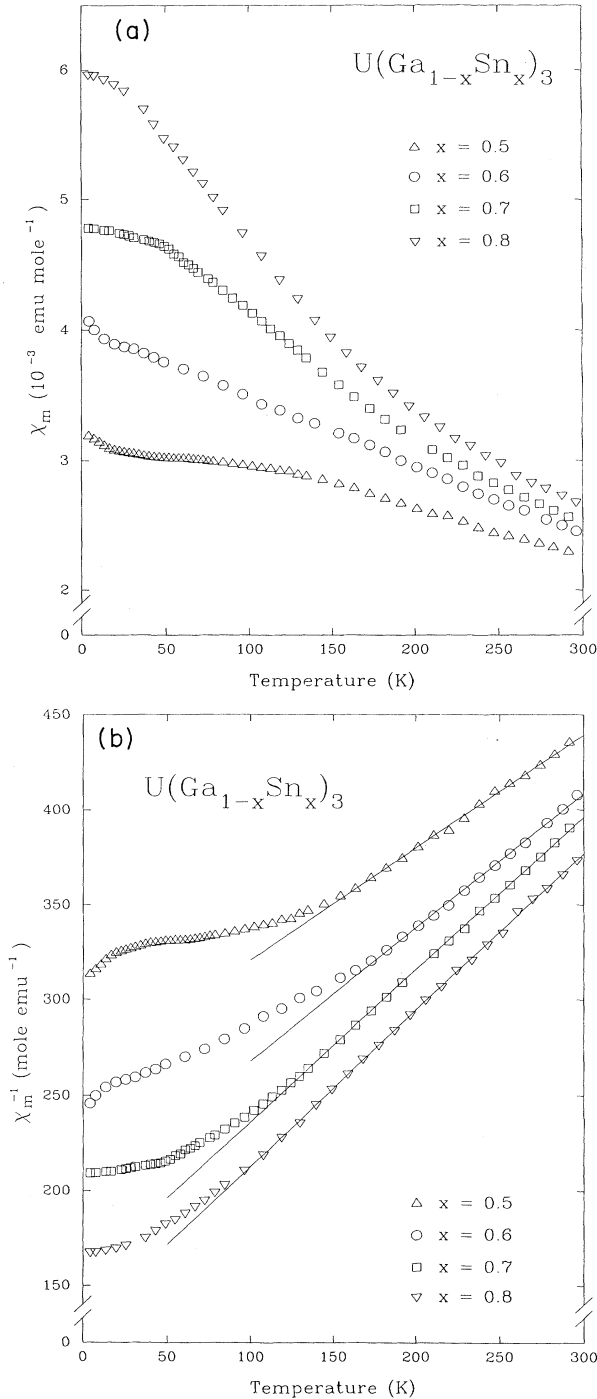 (a)
U(Ga₁₋ₓSnₓ)₃
△ x = 0.5
○ x = 0.6
□ x = 0.7
▽ x = 0.8
χₘ (10⁻³ emu mole⁻¹)
6
5
4
3
2
0
0 50 100 150 200 250 300
Temperature (K)
(b)
U(Ga₁₋ₓSnₓ)₃
χₘ⁻¹ (mole emu⁻¹)
450
400
350
300
250
200
150
0
△ x = 0.5
○ x = 0.6
□ x = 0.7
▽ x = 0.8
0 50 100 150 200 250 300
Temperature (K)